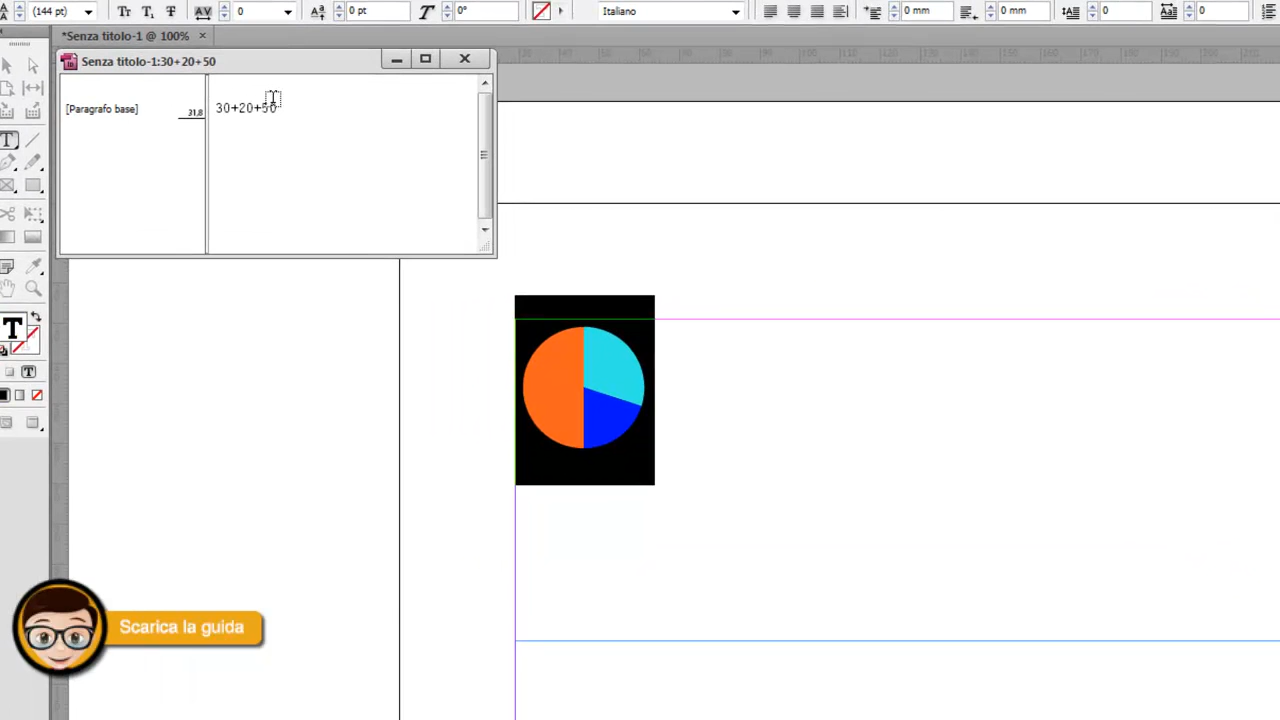 (144 pt)
0
0 pt
0°
Italiano
0 mm
0 mm
0
0
*Senza titolo-1 @ 100%
Senza titolo-1:30+20+50
[Paragrafo base]
31,8
30+20+50
Scarica la guida